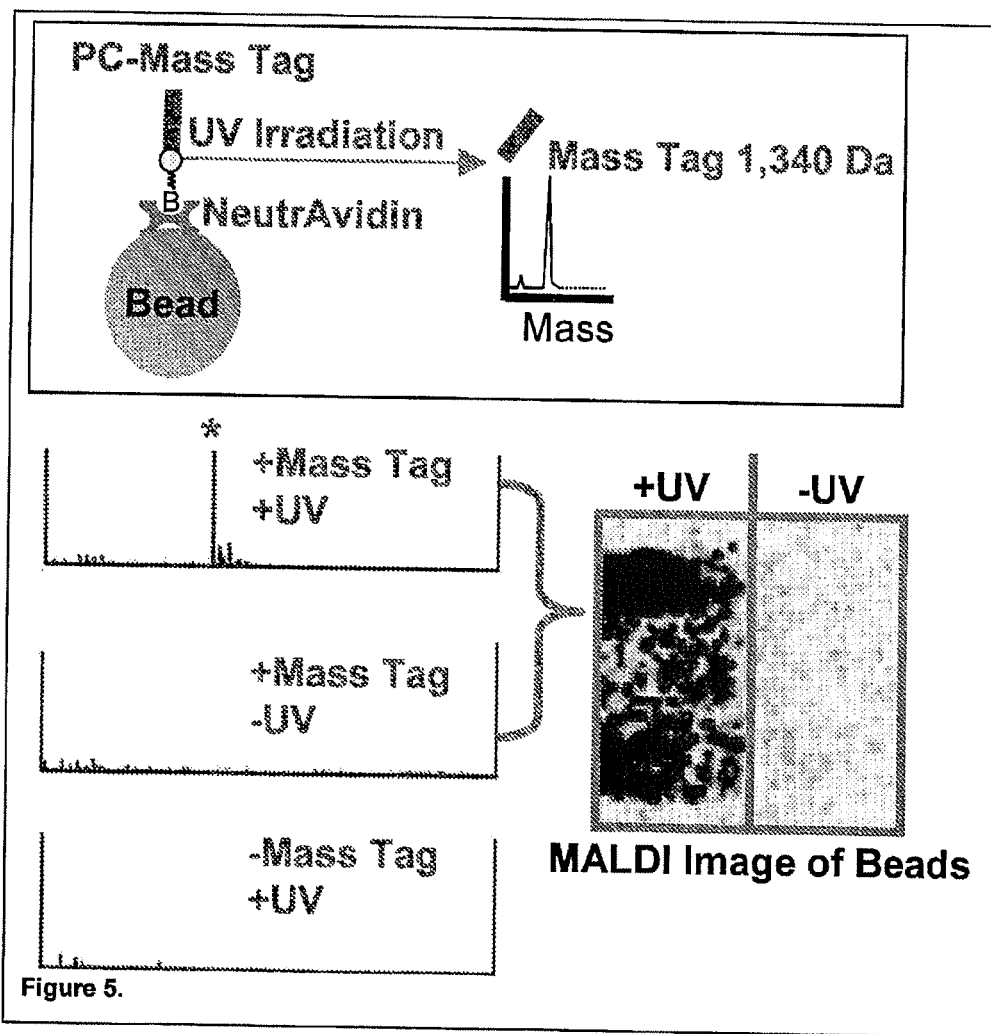 PC-Mass Tag
UV Irradiation
Mass Tag 1,340 Da
B
NeutrAvidin
Bead
Mass
*
+Mass Tag
+UV
+Mass Tag
-UV
-Mass Tag
+UV
+UV
-UV
MALDI Image of Beads
Figure 5.